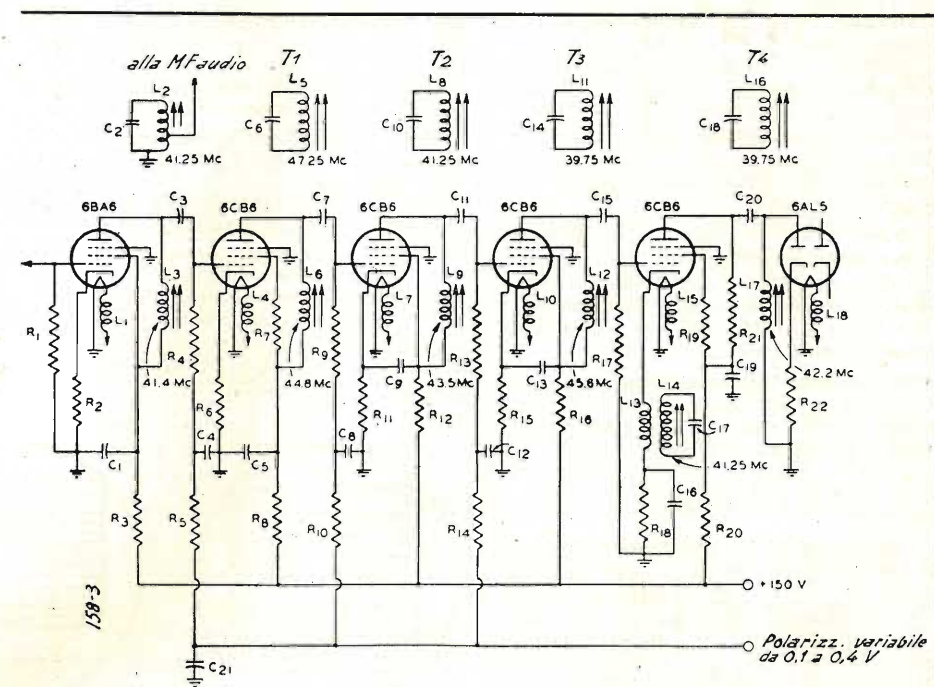 alla MF audio
T1
T2
T3
T4
L2
L5
L8
L11
L16
C2
C6
C10
C14
C18
41.25 Mc
47.25 Mc
41.25 Mc
39.75 Mc
39.75 Mc
6BA6
C3
6CB6
C7
6CB6
C11
6CB6
C15
6CB6
C20
6AL5
L3
L6
L9
L12
L17
L1
L4
L7
L10
L15
L18
R1
R4
R7
R9
R13
R17
R19
R21
41.4 Mc
44.8 Mc
43.5 Mc
45.6 Mc
42.2 Mc
C9
C13
C19
R2
R6
R11
R12
R15
R16
L13
L14
C17
R22
C1
C4
C5
C8
C12
41.25 Mc
C16
R3
R5
R8
R10
R14
R18
R20
+150 V
158-3
Polarizz. variabile
da 0,1 a 0,4 V
C21